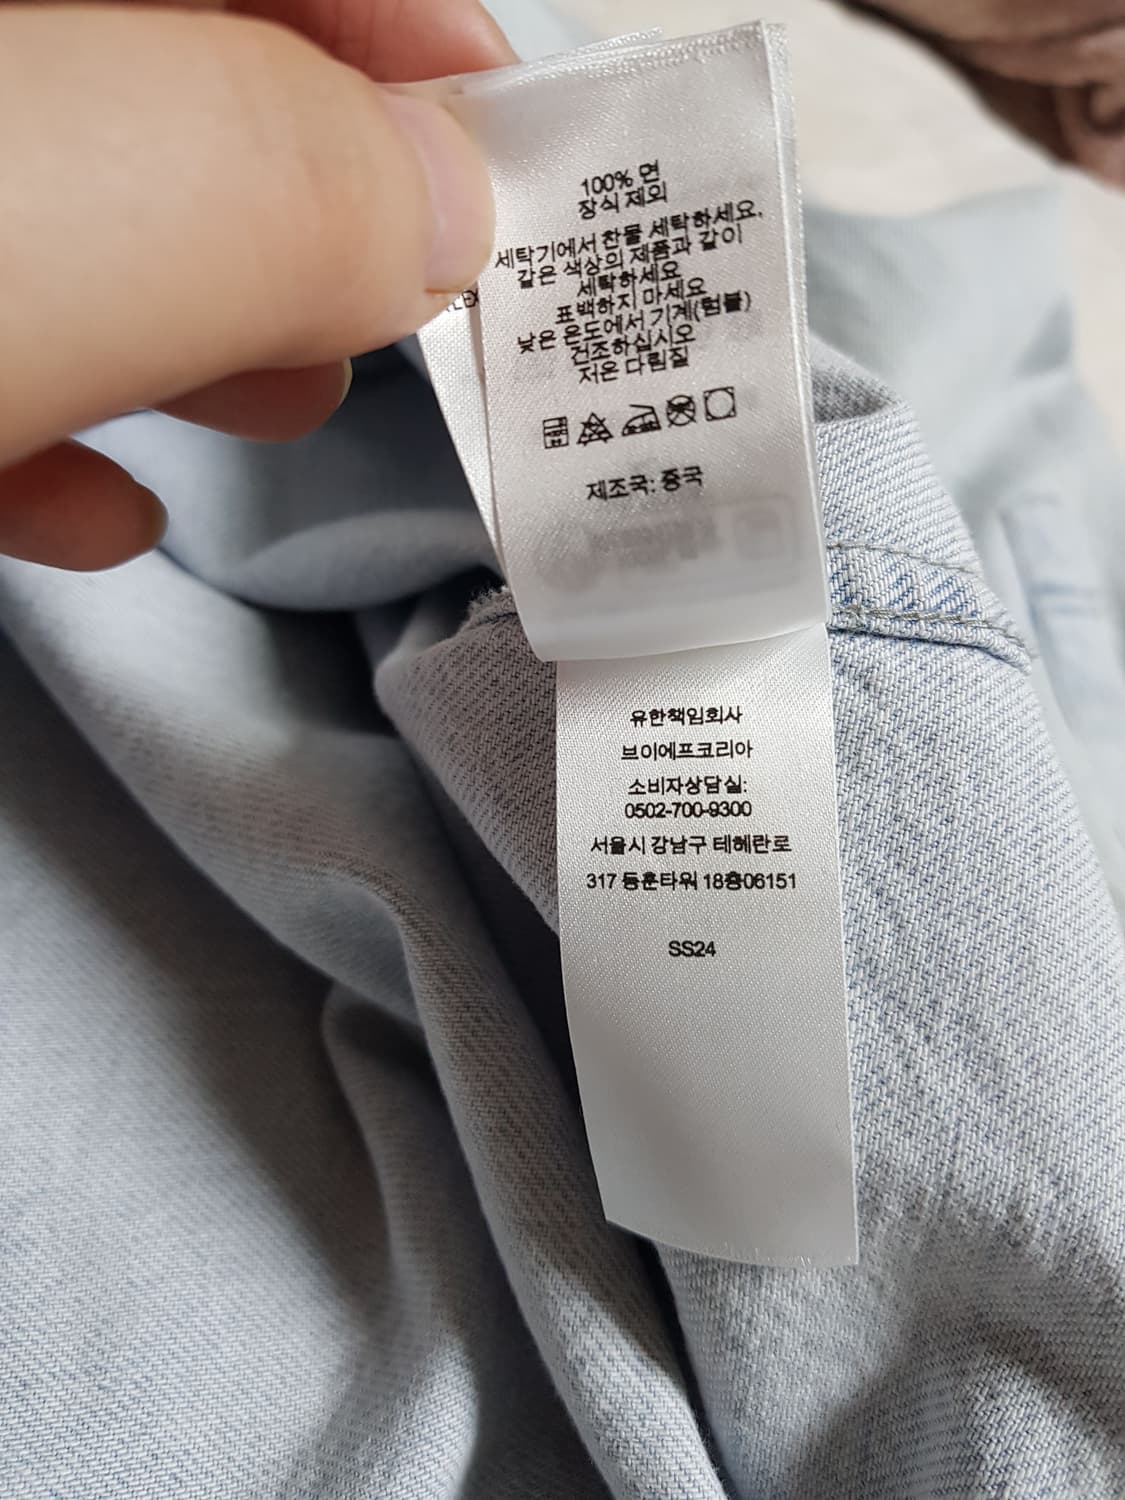 100% 면
장식 제외
세탁기에서 찬물 세탁하세요,
같은 색상의 제품과 같이
세탁하세요
표백하지 마세요
낮은 온도에서 기계(텀블)
건조하십시오
저온 다림질
제조국: 중국
유한책임회사
브이에프코리아
소비자상담실:
0502-700-9300
서울시 강남구 테헤란로
317 동훈타워 18층06151
SS24